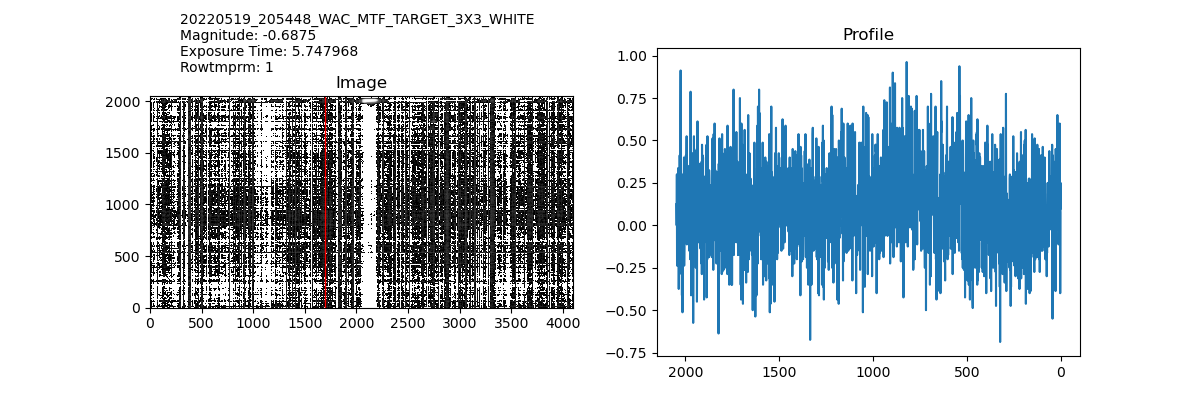 20220519_205448_WAC_MTF_TARGET_3X3_WHITE
Magnitude: -0.6875
Exposure Time: 5.747968
Rowtmprm: 1
Image
2000
1500
1000
500
0
0 500 1000 1500 2000 2500 3000 3500 4000
Profile
1.00
0.75
0.50
0.25
0.00
−0.25
−0.50
−0.75
2000 1500 1000 500 0